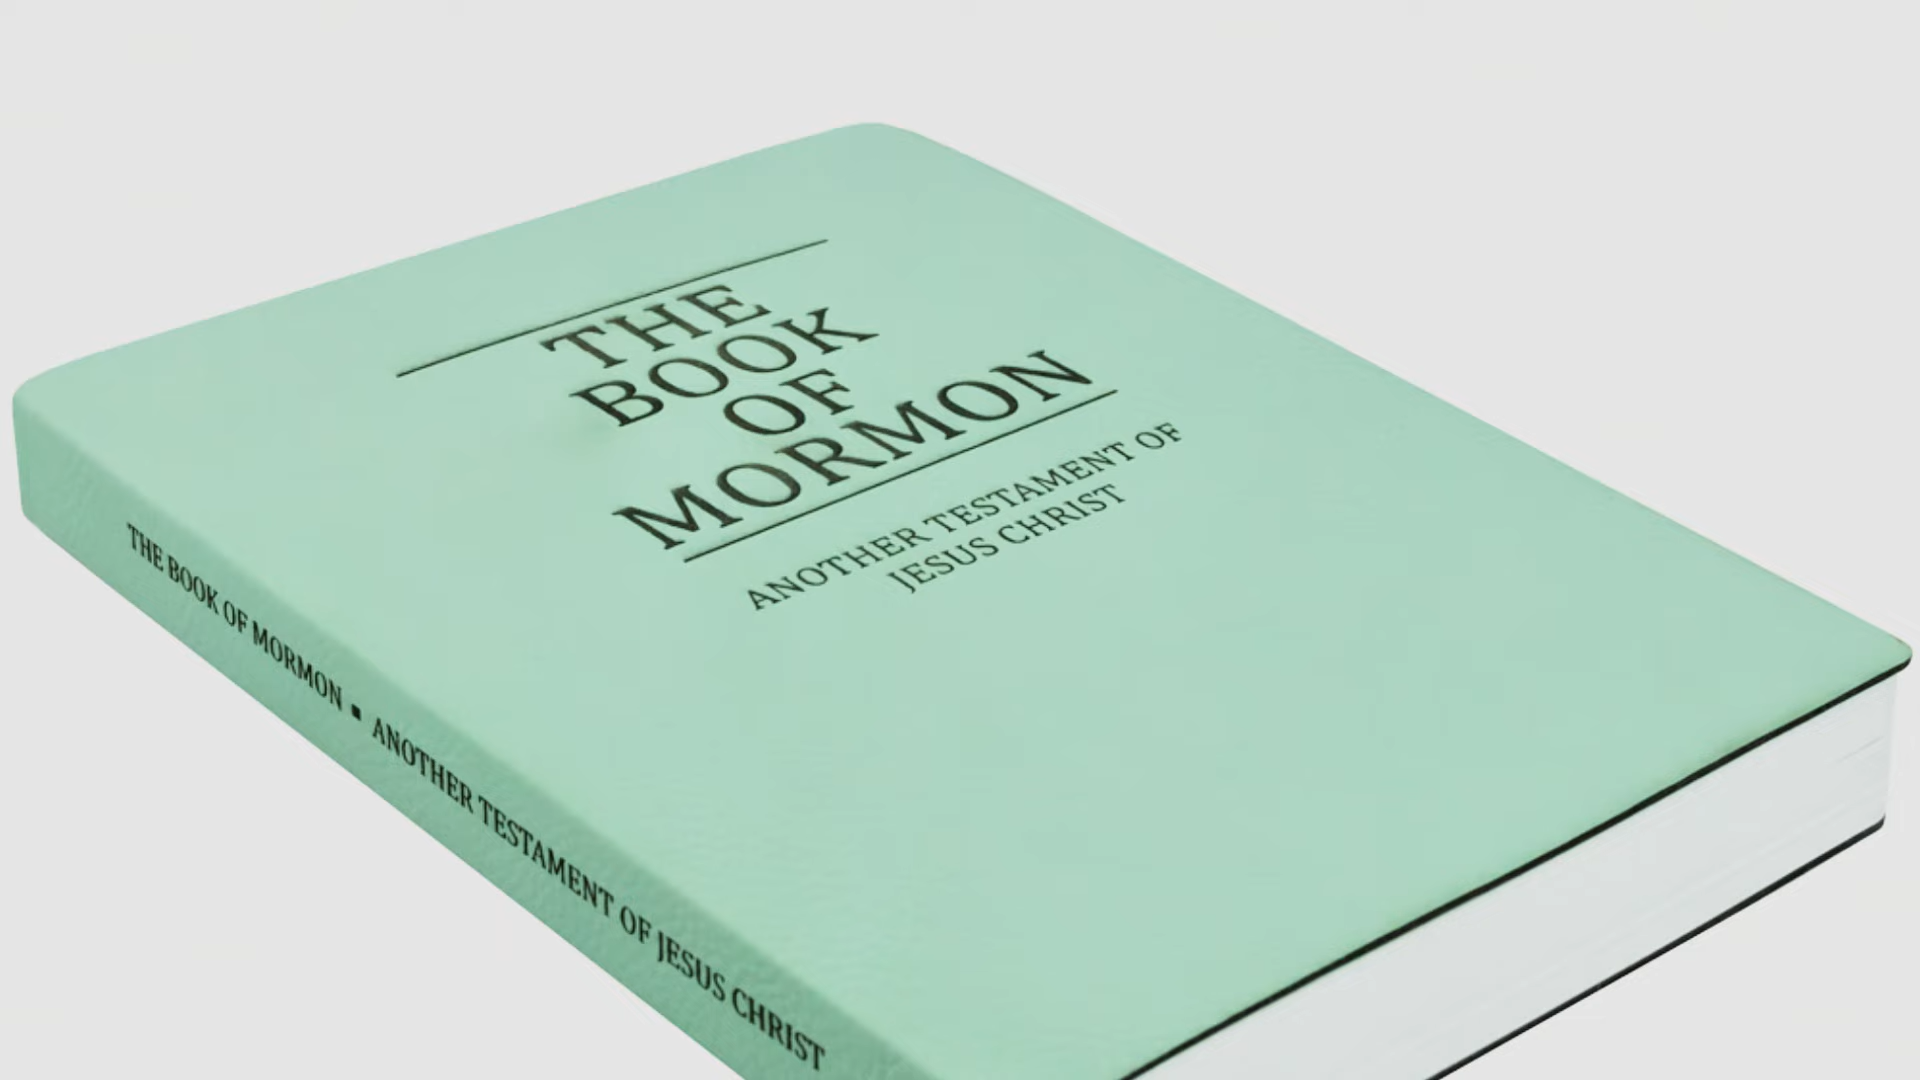 THE
BOOK
OF
MORMON
ANOTHER TESTAMENT OF
JESUS CHRIST
THE BOOK OF MORMON ▪ ANOTHER TESTAMENT OF JESUS CHRIST